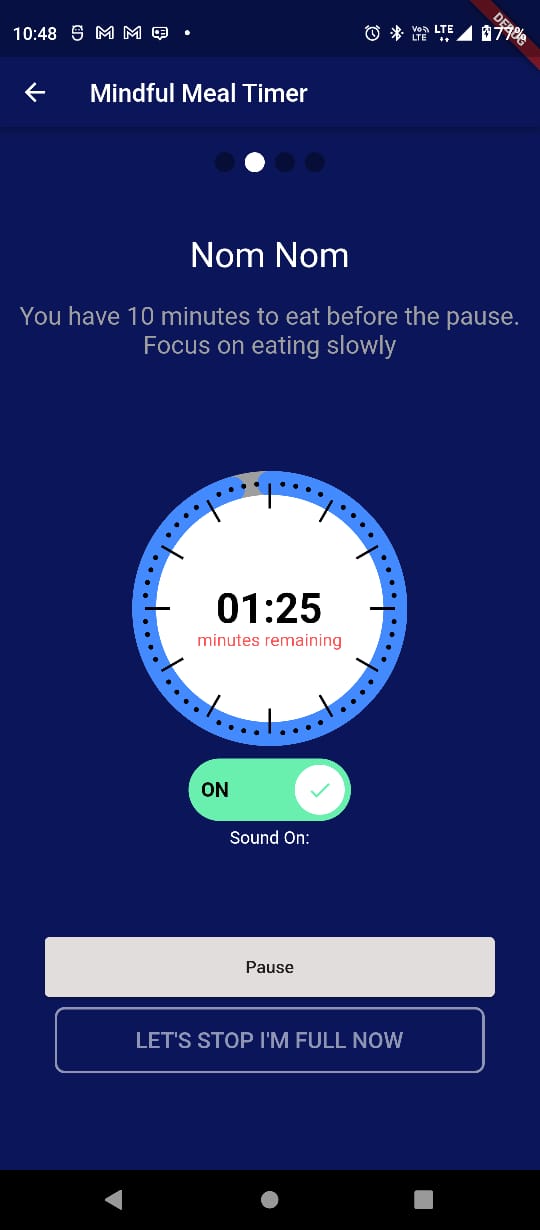 10:48
Vo))
LTE
LTE
77%
DEBUG
Mindful Meal Timer
Nom Nom
You have 10 minutes to eat before the pause.
Focus on eating slowly
01:25
minutes remaining
ON
Sound On:
Pause
LET'S STOP I'M FULL NOW